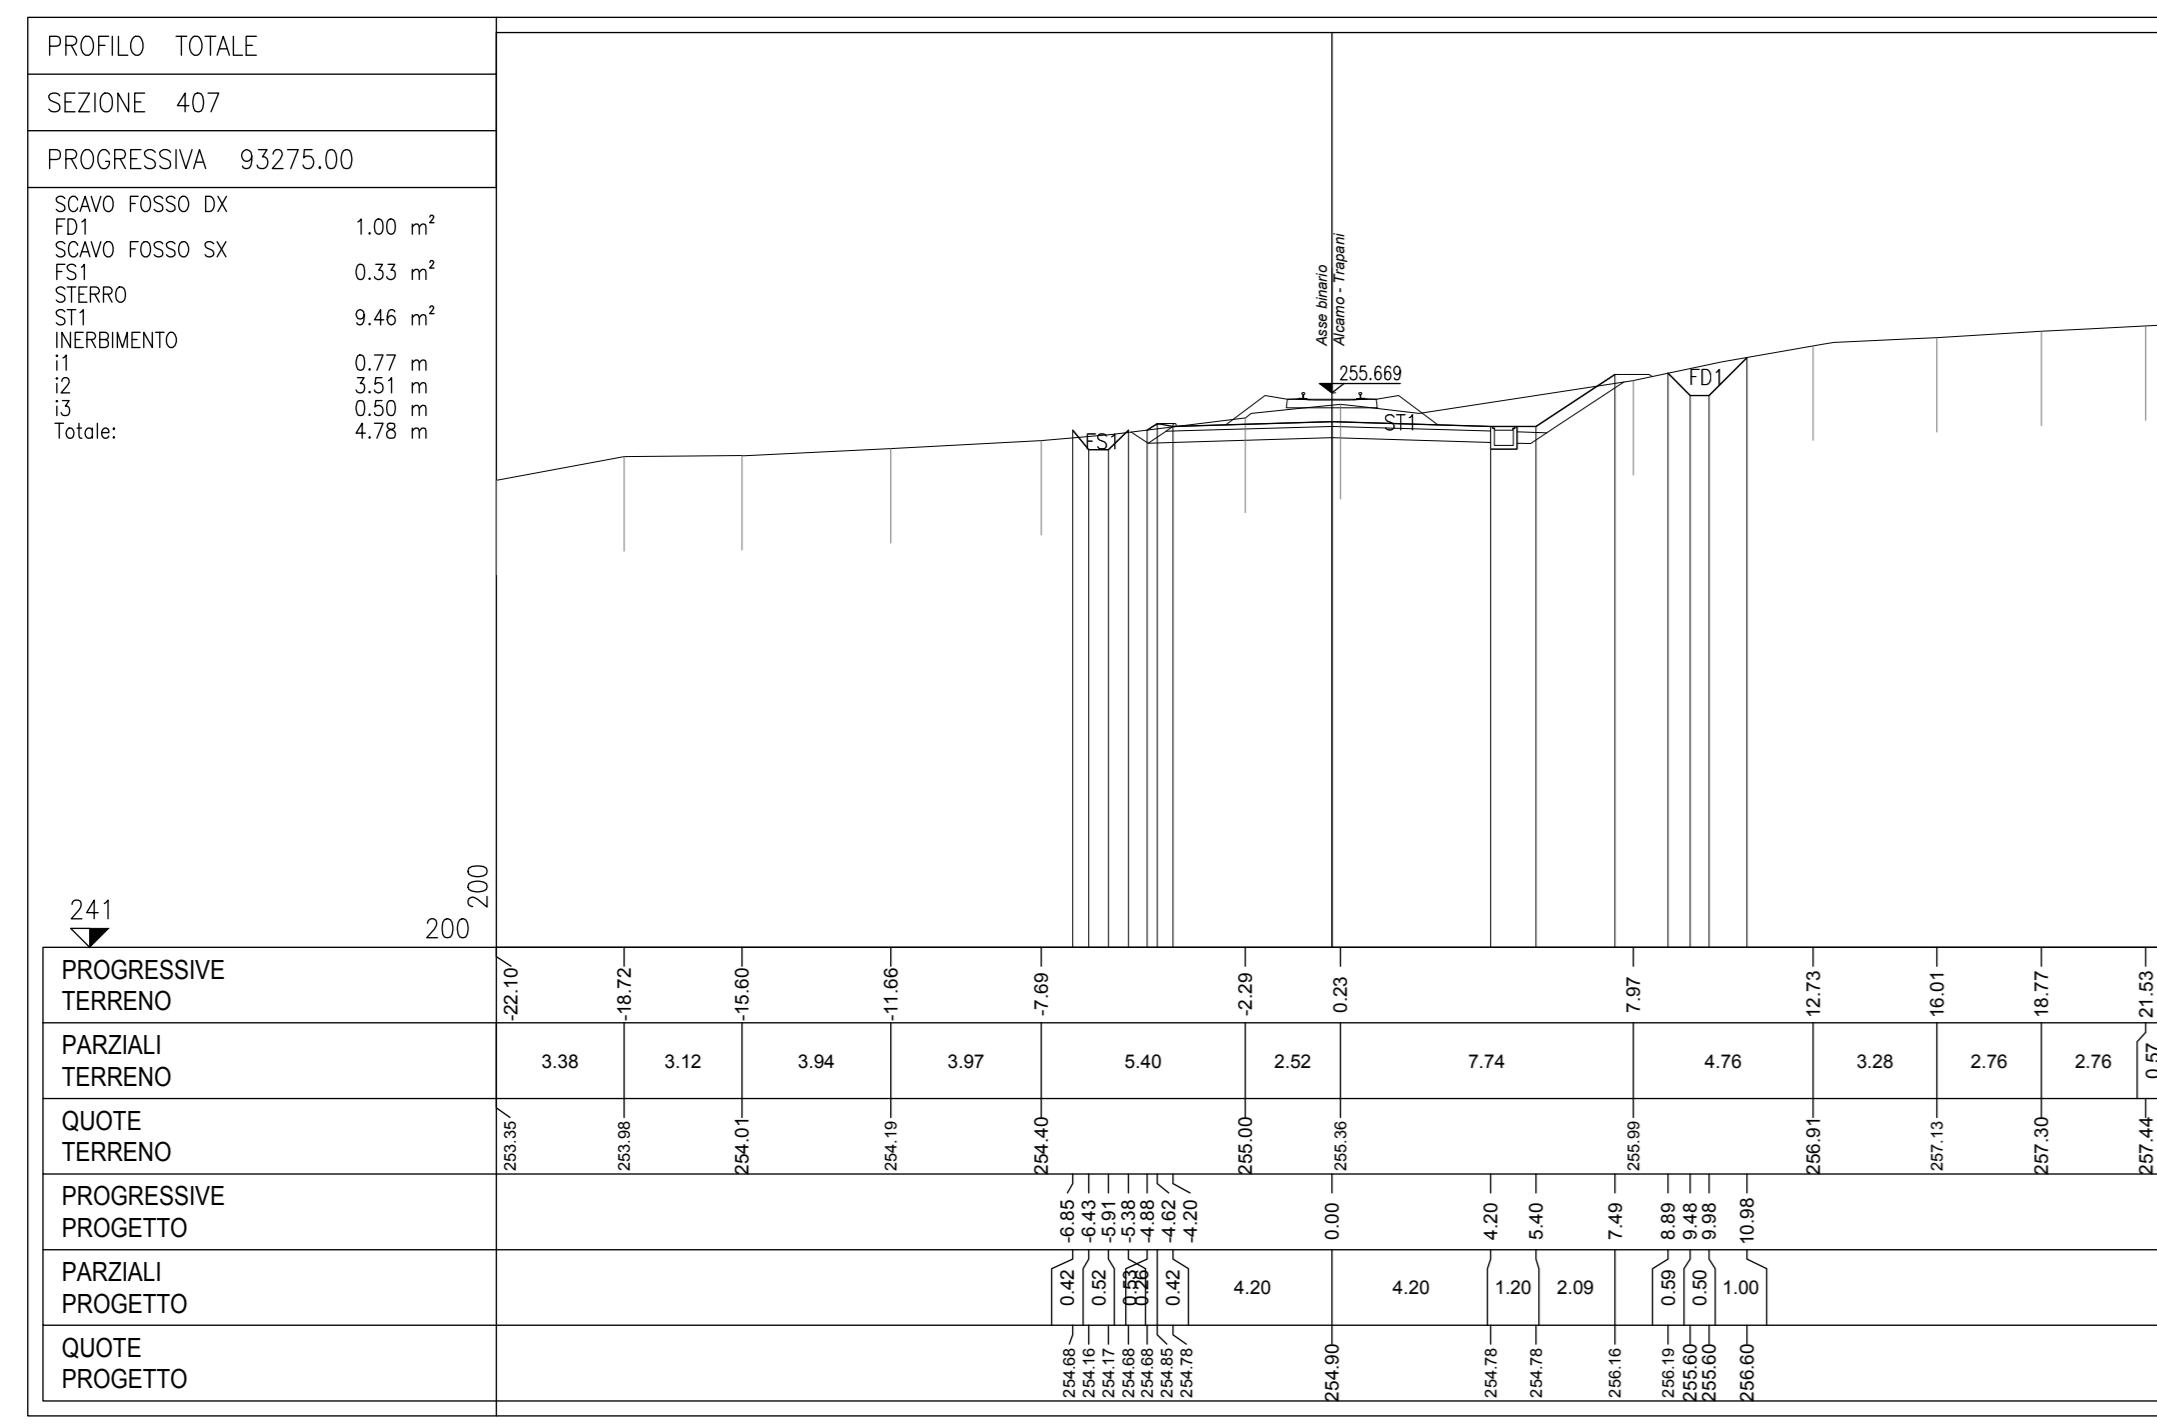 PROFILO TOTALE
SEZIONE 407
PROGRESSIVA 93275.00
SCAVO FOSSO DX
FD1 1.00 m²
SCAVO FOSSO SX
FS1 0.33 m²
STERRO
ST1 9.46 m²
INERBIMENTO
i1 0.77 m
i2 3.51 m
i3 0.50 m
Totale: 4.78 m
Asse binario
Alcamo - Trapani
255.669
FS1
ST1
FD1
241
200
200
PROGRESSIVE
TERRENO
-22.10 -18.72 -15.60 -11.66 -7.69 -2.29 0.23 7.97 12.73 16.01 18.77 21.53
PARZIALI
TERRENO
3.38 3.12 3.94 3.97 5.40 2.52 7.74 4.76 3.28 2.76 2.76 0.57
QUOTE
TERRENO
253.35 253.98 254.01 254.19 254.40 255.00 255.36 255.99 256.91 257.13 257.30 257.44
PROGRESSIVE
PROGETTO
-6.85 -6.43 -5.91 -5.38 -4.88 -4.62 -4.20 0.00 4.20 5.40 7.49 8.89 9.48 9.98 10.98
PARZIALI
PROGETTO
0.42 0.52 0.53 0.26 0.42 4.20 4.20 1.20 2.09 0.59 0.50 1.00
QUOTE
PROGETTO
254.68 254.16 254.17 254.68 254.68 254.85 254.78 254.90 254.78 254.78 256.16 256.19 255.60 255.60 256.60